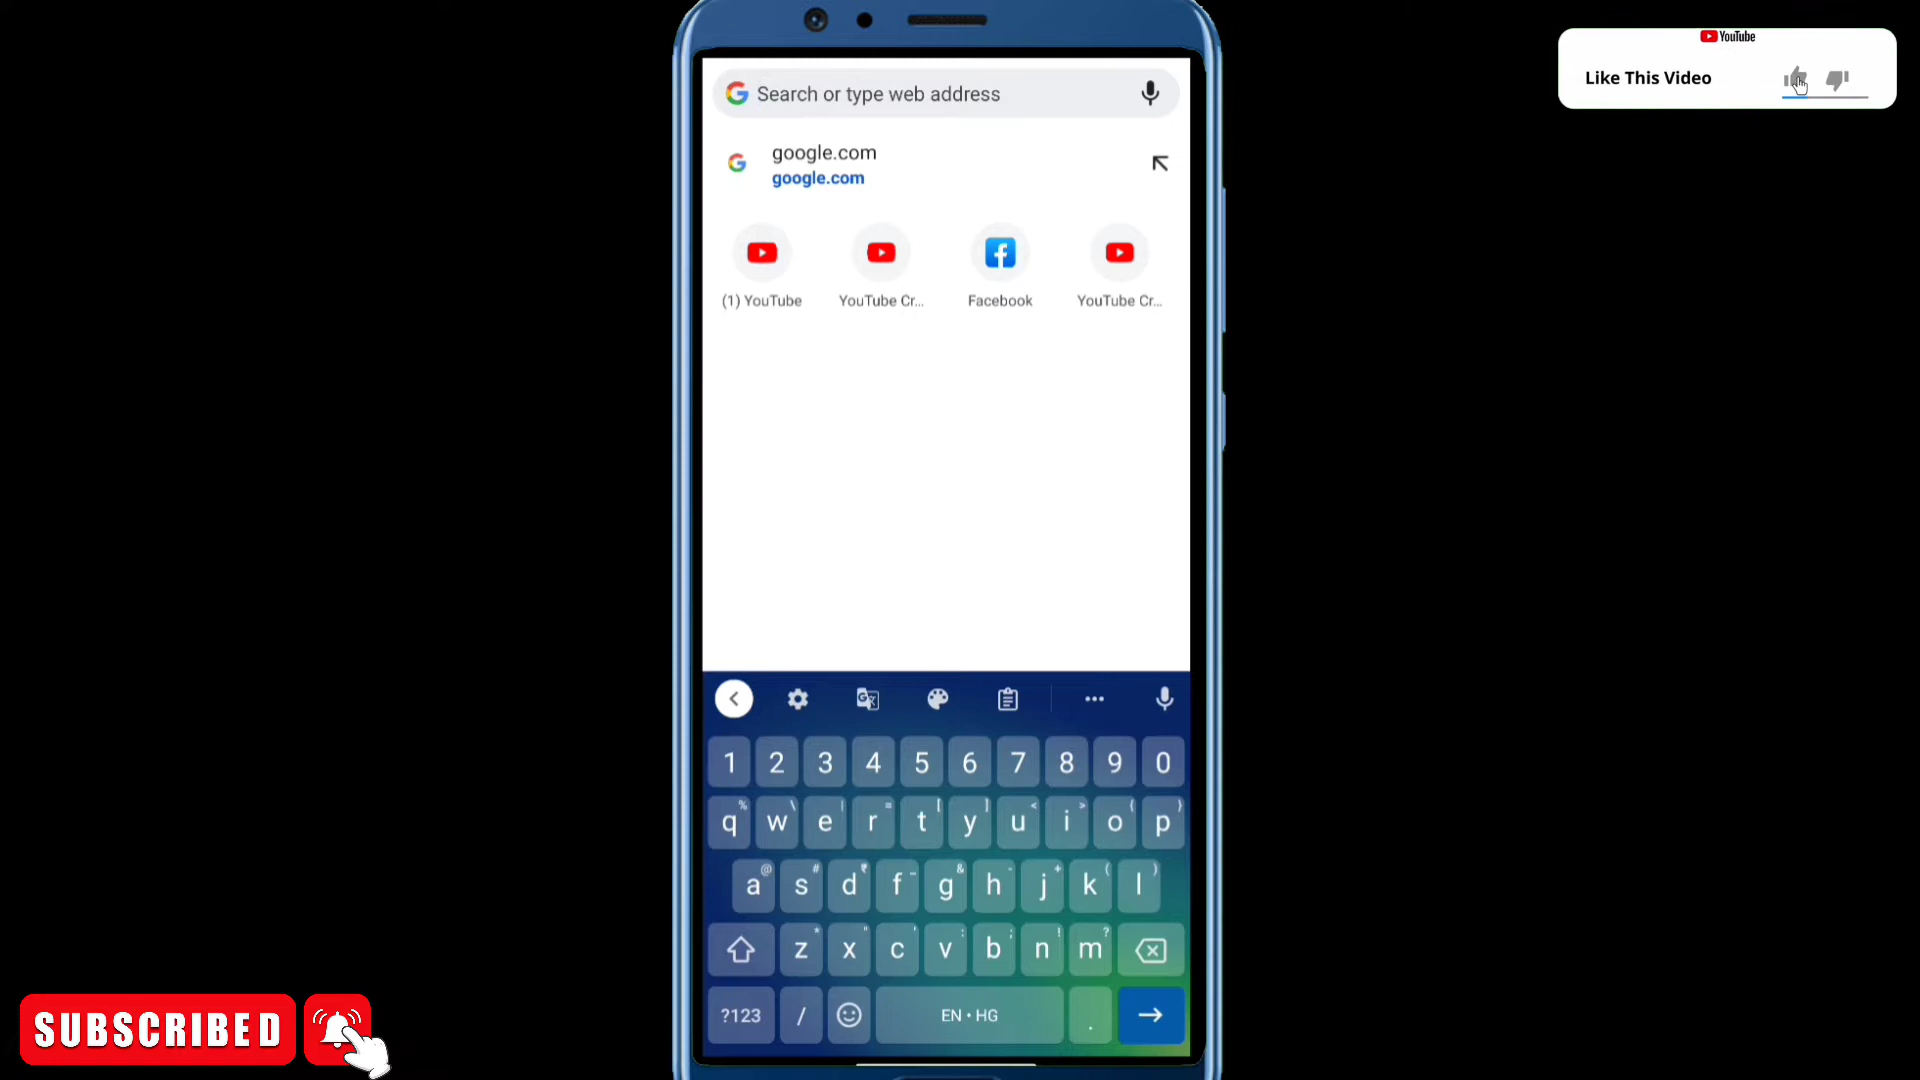 YouTube
Like This Video
Search or type web address
google.com
google.com
(1) YouTube YouTube Cr... Facebook YouTube Cr...
1 2 3 4 5 6 7 8 9 0
% \ | = [ ] < > { }
q w e r t y u i o p
@ # ₹ _ & - + ( )
a s d f g h j k l
* " ' : ; ! ?
z x c v b n m
?123 / EN • HG .
SUBSCRIBED